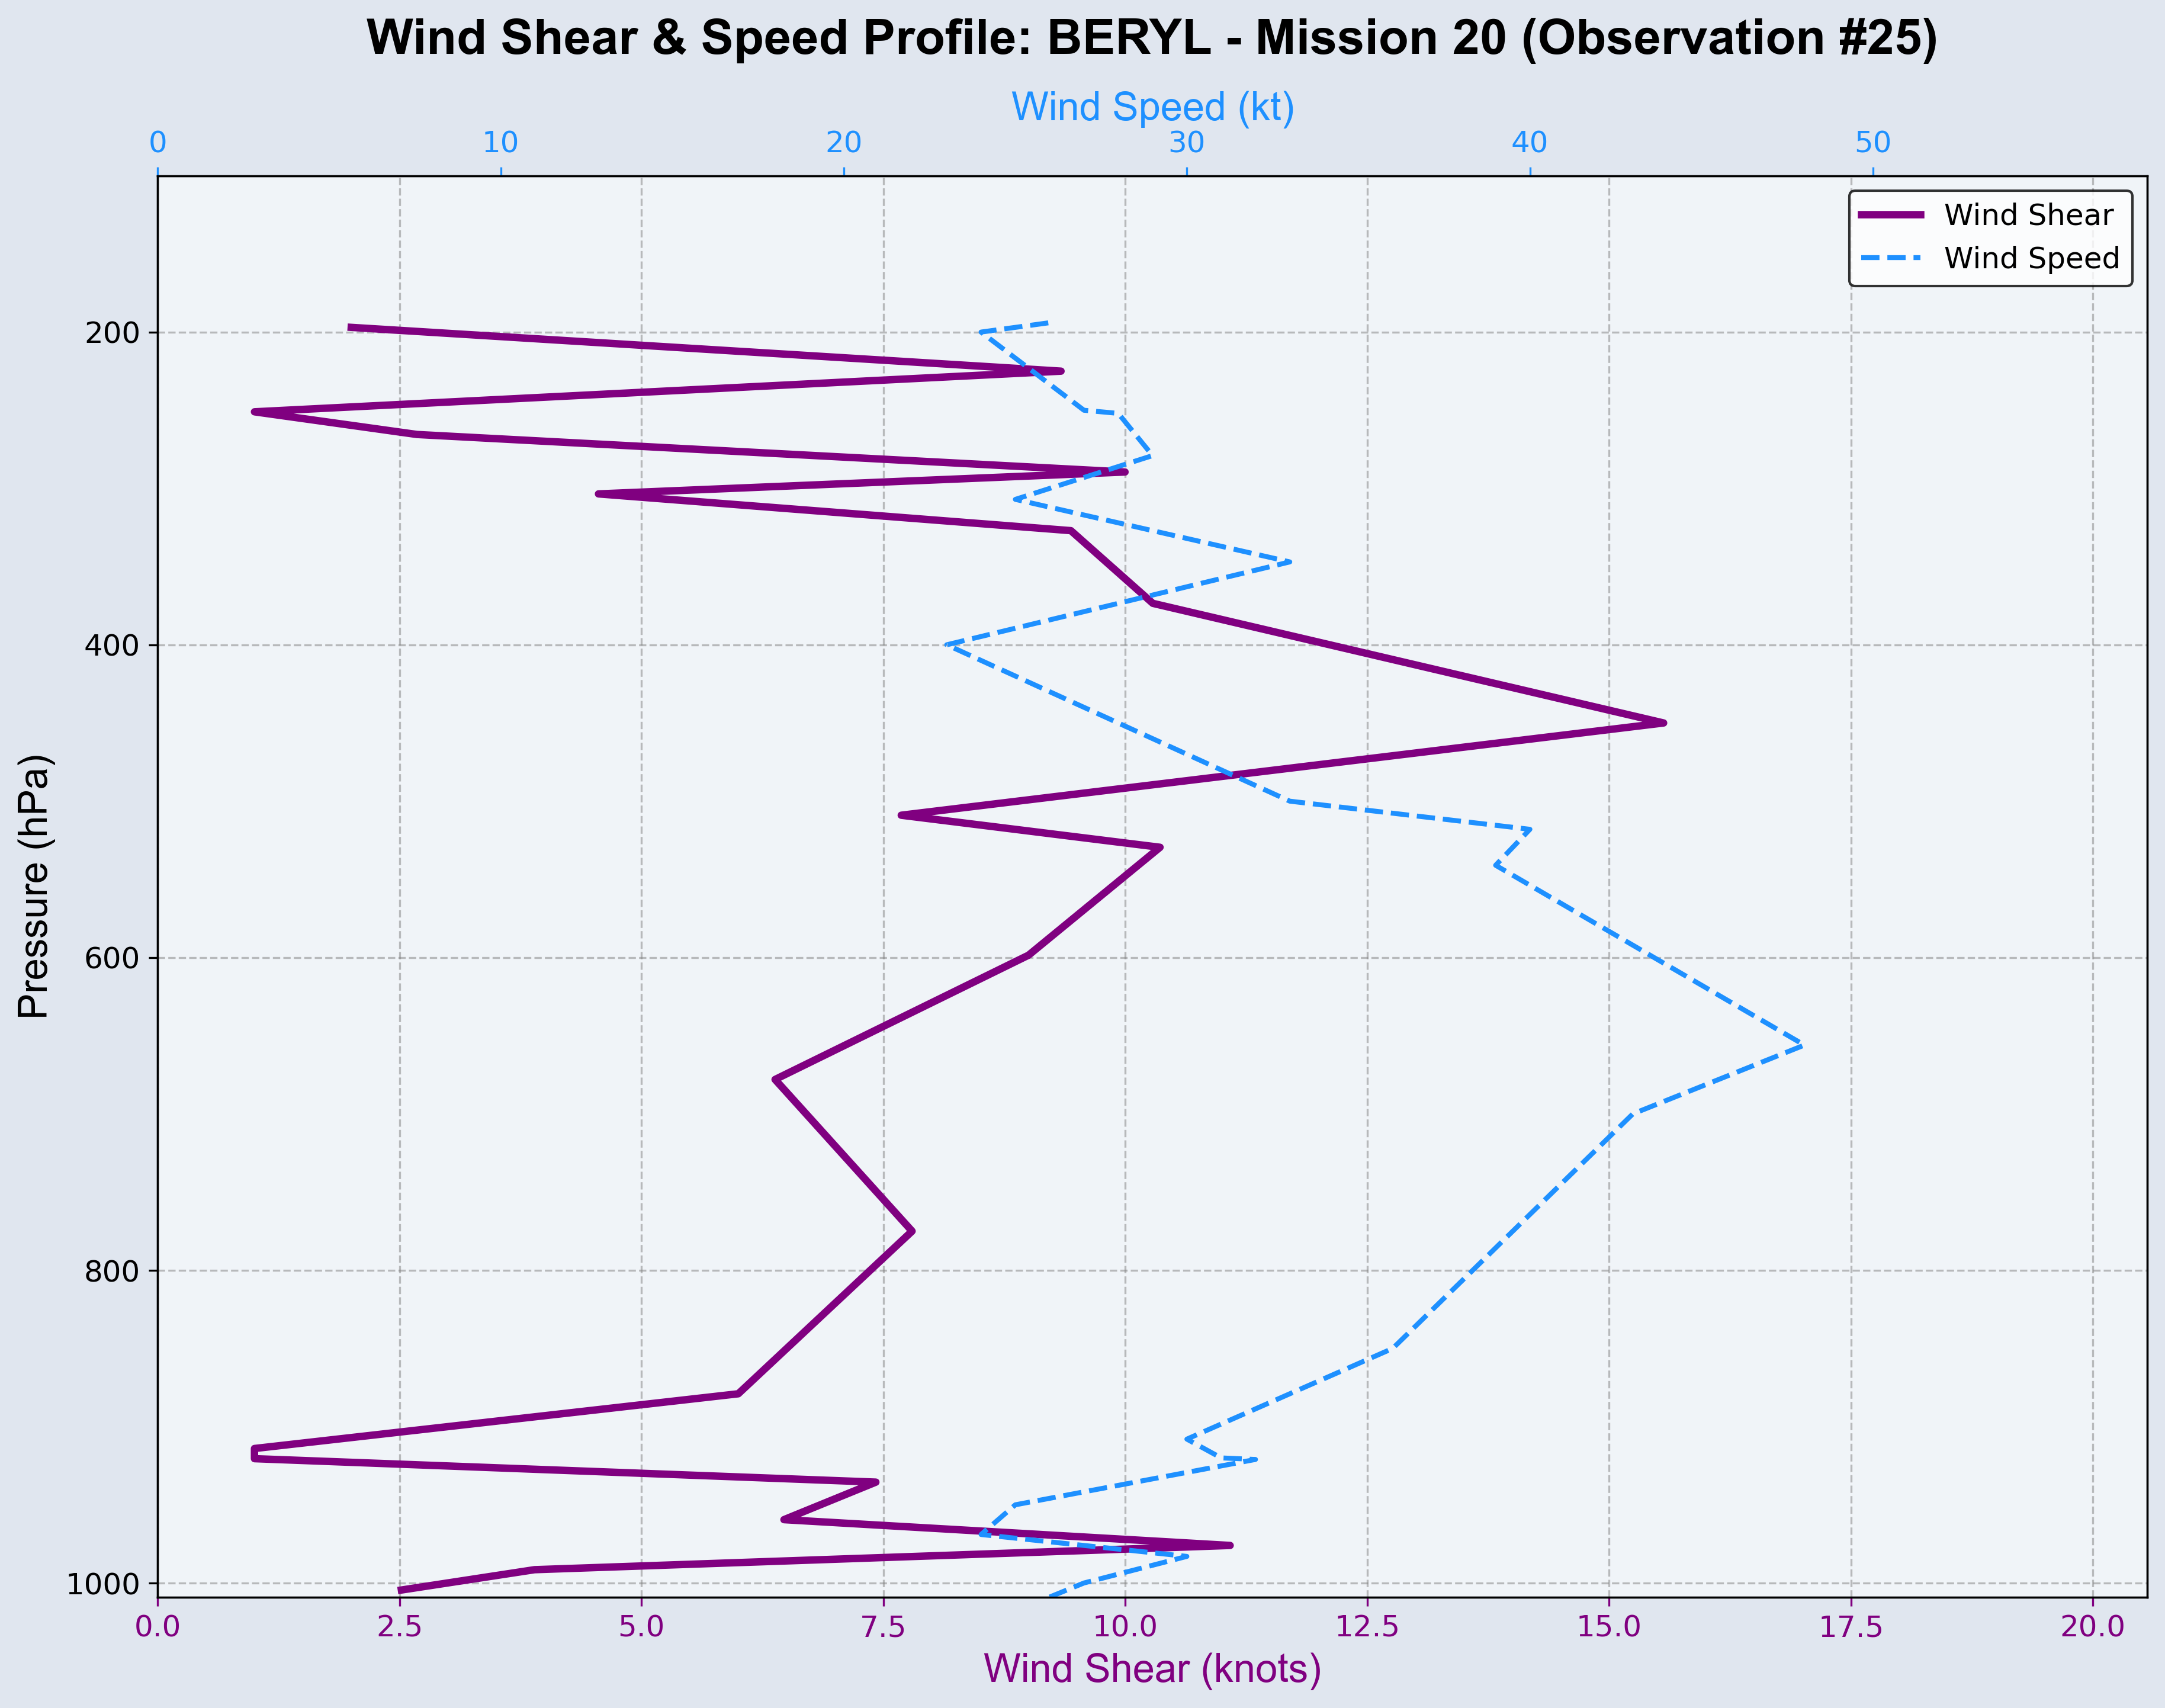 Wind Shear & Speed Profile: BERYL - Mission 20 (Observation #25)
Wind Speed (kt)
0 10 20 30 40 50
Wind Shear
Wind Speed
200
400
600
800
1000
Pressure (hPa)
0.0 2.5 5.0 7.5 10.0 12.5 15.0 17.5 20.0
Wind Shear (knots)